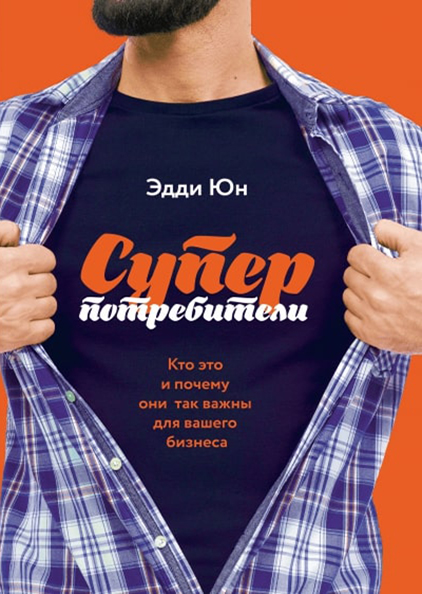 Эдди Юн
Супер
потребители
Кто это
и почему
они так важны
для вашего
бизнеса